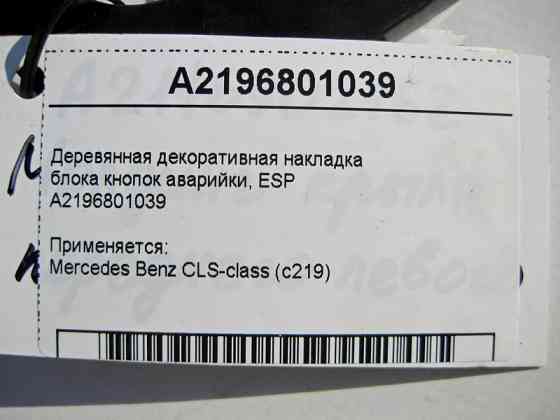 A2196801039
Деревянная декоративная накладка
блока кнопок аварийки, ESP
A2196801039
Применяется:
Mercedes Benz CLS-class (c219)